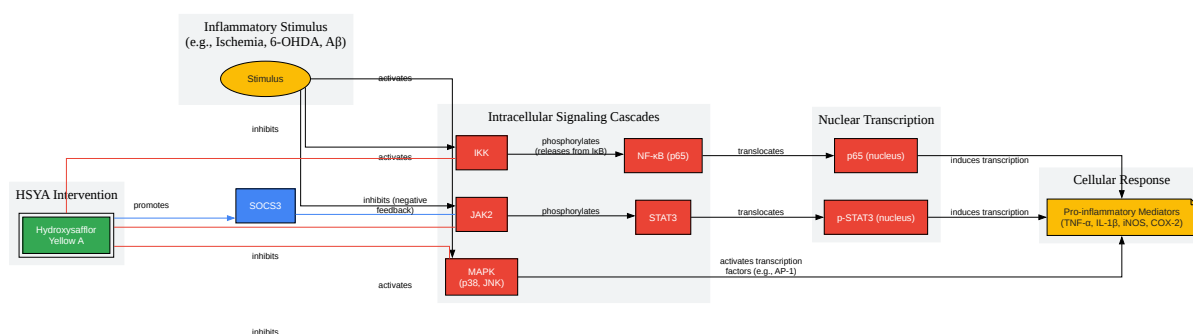 Inflammatory Stimulus
(e.g., Ischemia, 6-OHDA, Aβ)
Stimulus
activates
inhibits
Intracellular Signaling Cascades
Nuclear Transcription
IKK
phosphorylates
(releases from IκB)
NF-κB (p65)
translocates
p65 (nucleus)
induces transcription
activates
Cellular Response
HSYA Intervention
Hydroxysafflor
Yellow A
promotes
SOCS3
inhibits (negative
feedback)
JAK2
phosphorylates
STAT3
translocates
p-STAT3 (nucleus)
induces transcription
Pro-inflammatory Mediators
(TNF-α, IL-1β, iNOS, COX-2)
inhibits
MAPK
(p38, JNK)
activates transcription
factors (e.g., AP-1)
activates
inhibits